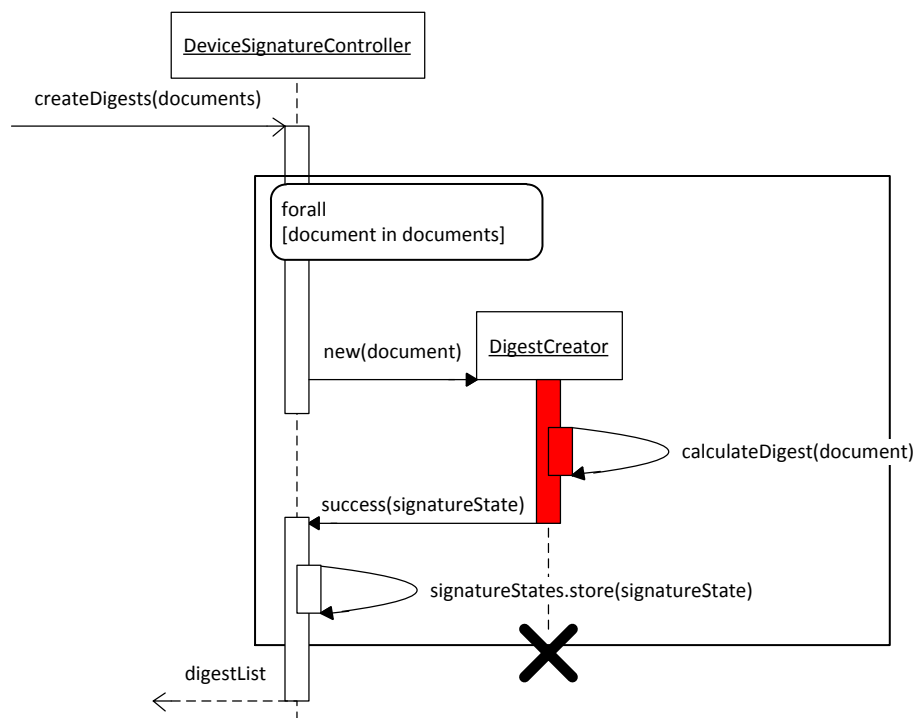 DeviceSignatureController
createDigests(documents)
forall
[document in documents]
new(document)
DigestCreator
calculateDigest(document)
success(signatureState)
signatureStates.store(signatureState)
digestList